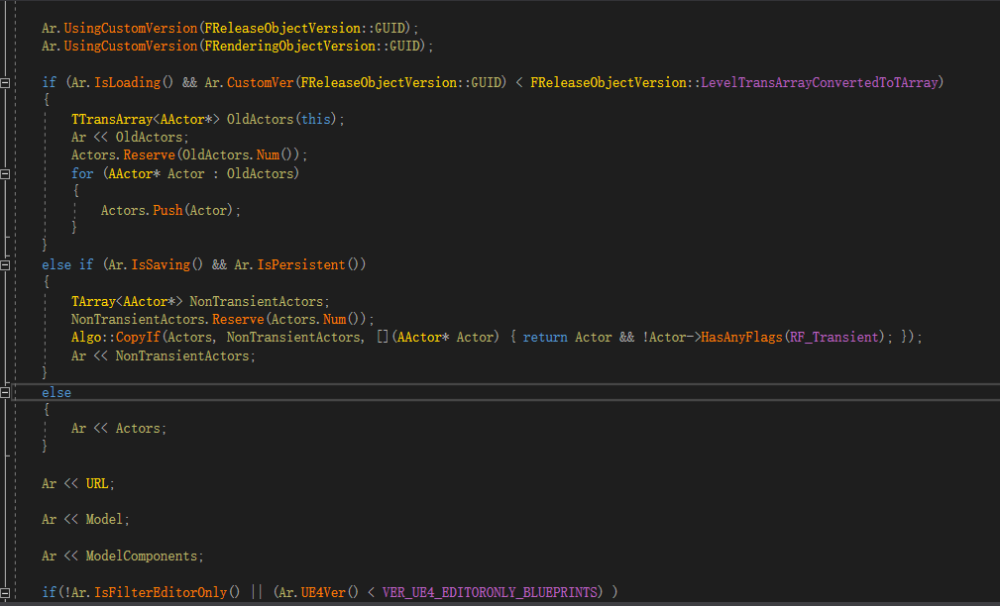 Ar.UsingCustomVersion(FReleaseObjectVersion::GUID);
Ar.UsingCustomVersion(FRenderingObjectVersion::GUID);
if (Ar.IsLoading() && Ar.CustomVer(FReleaseObjectVersion::GUID) < FReleaseObjectVersion::LevelTransArrayConvertedToTArray)
{
TTransArray<AActor*> OldActors(this);
Ar << OldActors;
Actors.Reserve(OldActors.Num());
for (AActor* Actor : OldActors)
{
Actors.Push(Actor);
}
}
else if (Ar.IsSaving() && Ar.IsPersistent())
{
TArray<AActor*> NonTransientActors;
NonTransientActors.Reserve(Actors.Num());
Algo::CopyIf(Actors, NonTransientActors, [](AActor* Actor) { return Actor && !Actor->HasAnyFlags(RF_Transient); });
Ar << NonTransientActors;
}
else
{
Ar << Actors;
}
Ar << URL;
Ar << Model;
Ar << ModelComponents;
if(!Ar.IsFilterEditorOnly() || (Ar.UE4Ver() < VER_UE4_EDITORONLY_BLUEPRINTS) )